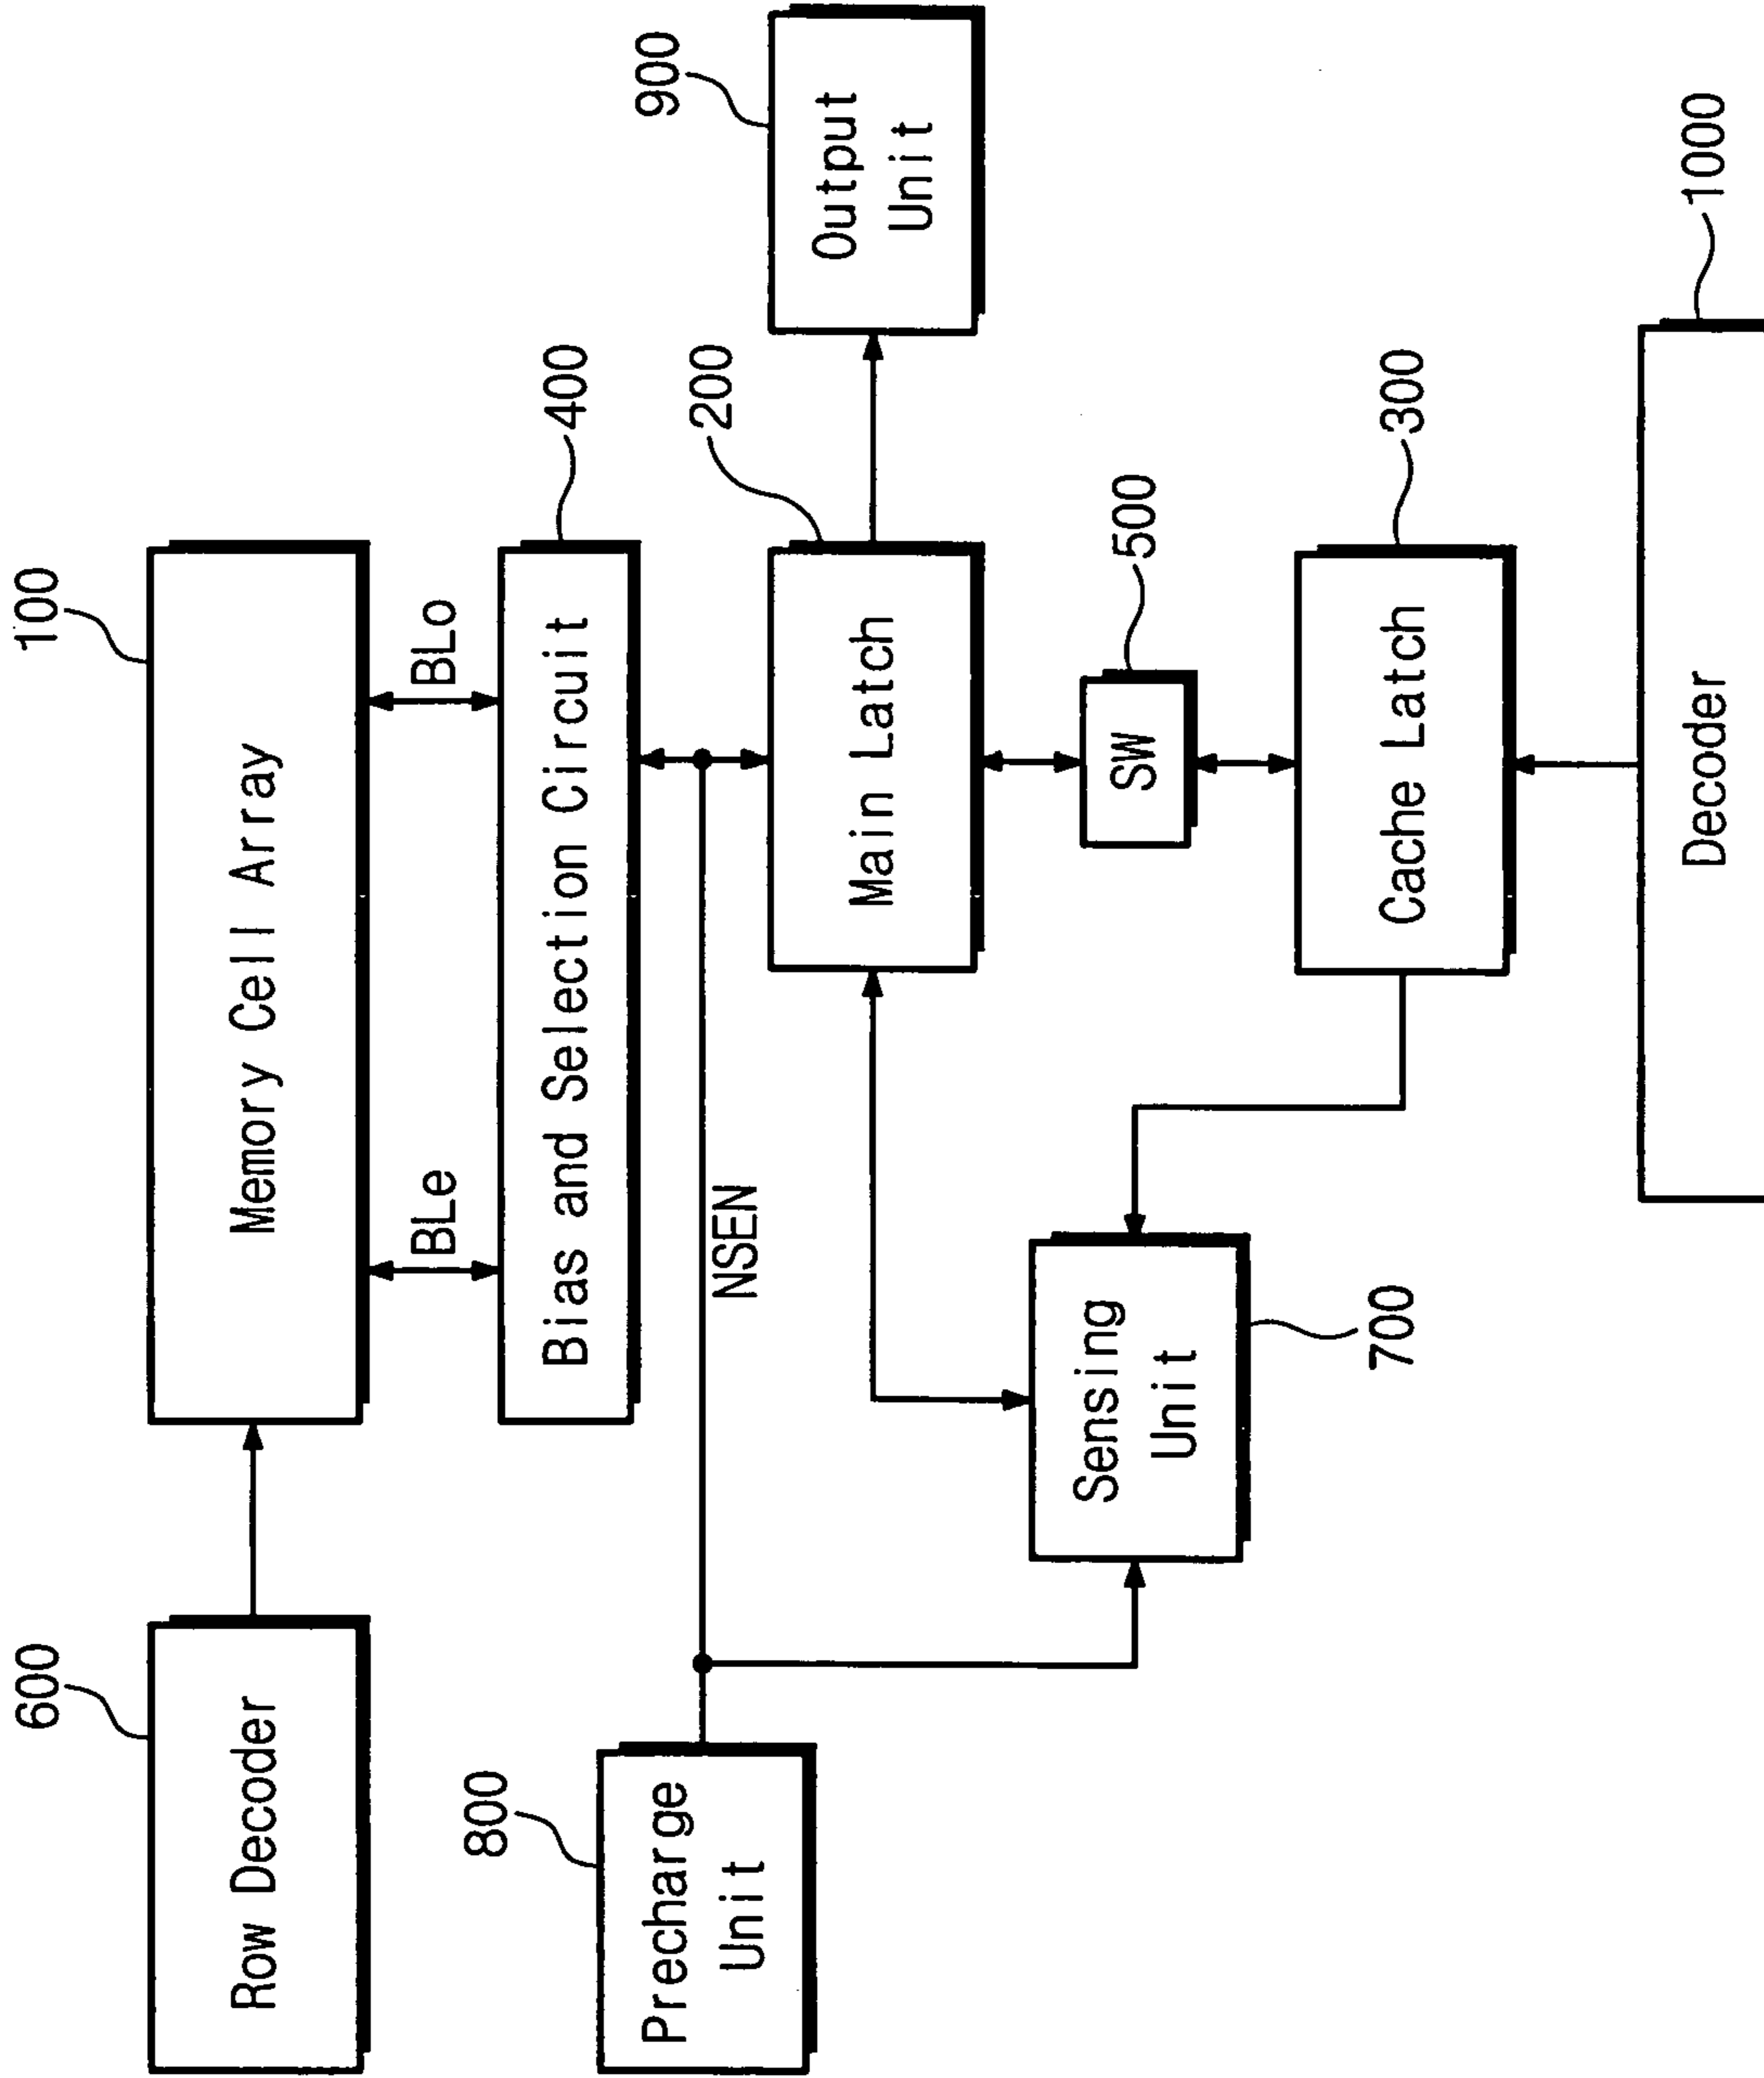 600
Row Decoder
100
Memory Cell Array
BLe
BLo
400
Bias and Selection Circuit
800
Precharge
Unit
NSEN
200
Main Latch
900
Output
Unit
Sensing
Unit
700
SW
500
300
Cache Latch
1000
Decoder